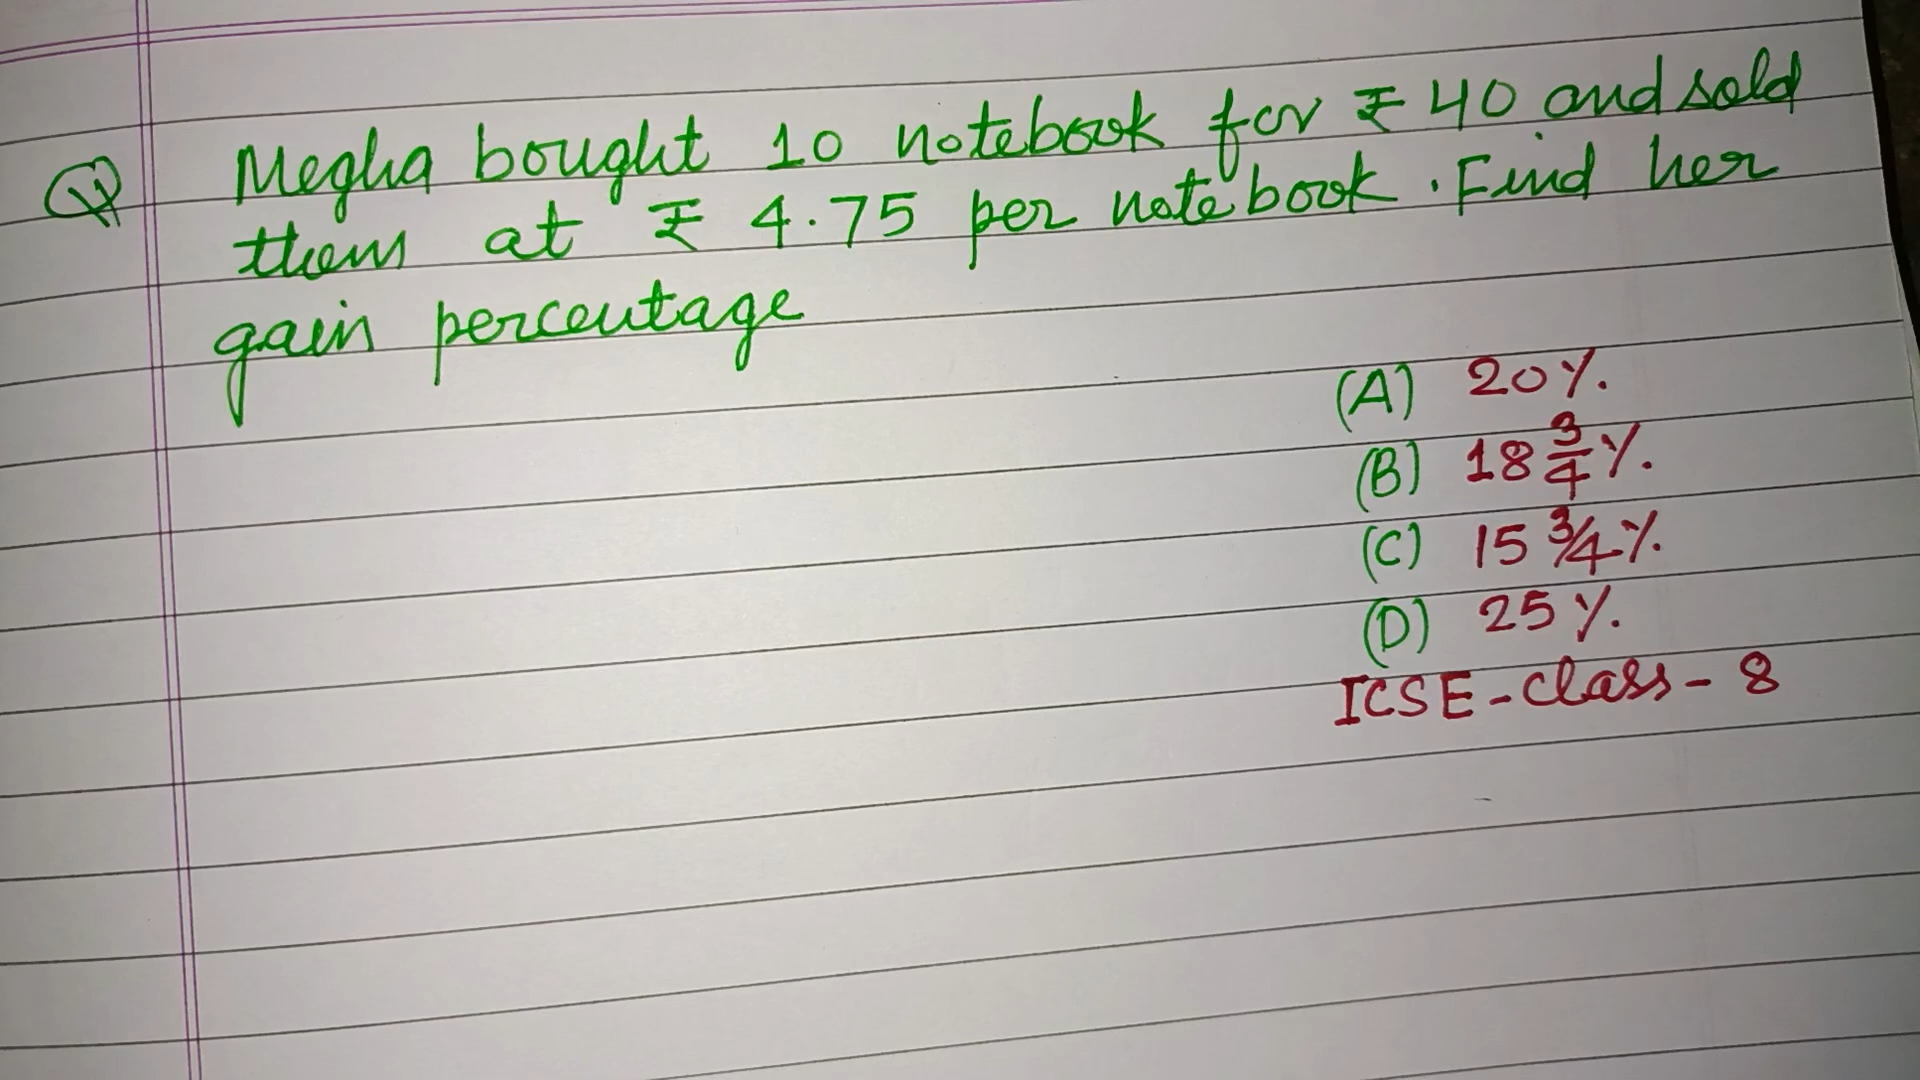 Q Megha bought 10 notebook for ₹ 40 and sold
them at ₹ 4.75 per notebook. Find her
gain percentage
(A) 20%.
(B) 18 3/4 %.
(C) 15 3/4 %.
(D) 25 %.
ICSE-class-8